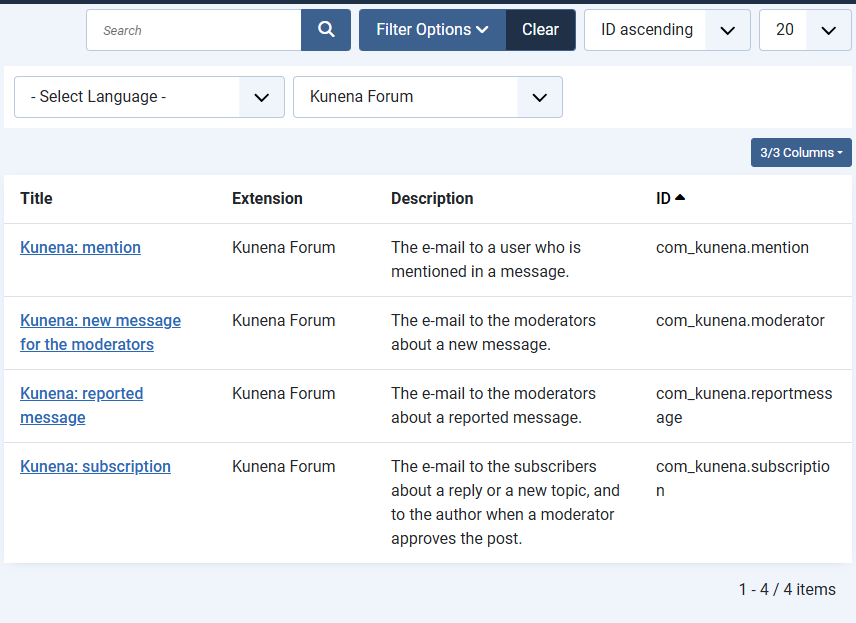 Search Filter Options Clear ID ascending 20
- Select Language - Kunena Forum
3/3 Columns
Title Extension Description ID
Kunena: mention Kunena Forum The e-mail to a user who is com_kunena.mention
mentioned in a message.
Kunena: new message Kunena Forum The e-mail to the moderators com_kunena.moderator
for the moderators about a new message.
Kunena: reported Kunena Forum The e-mail to the moderators com_kunena.reportmess
message about a reported message. age
Kunena: subscription Kunena Forum The e-mail to the subscribers com_kunena.subscriptio
about a reply or a new topic, and n
to the author when a moderator
approves the post.
1 - 4 / 4 items